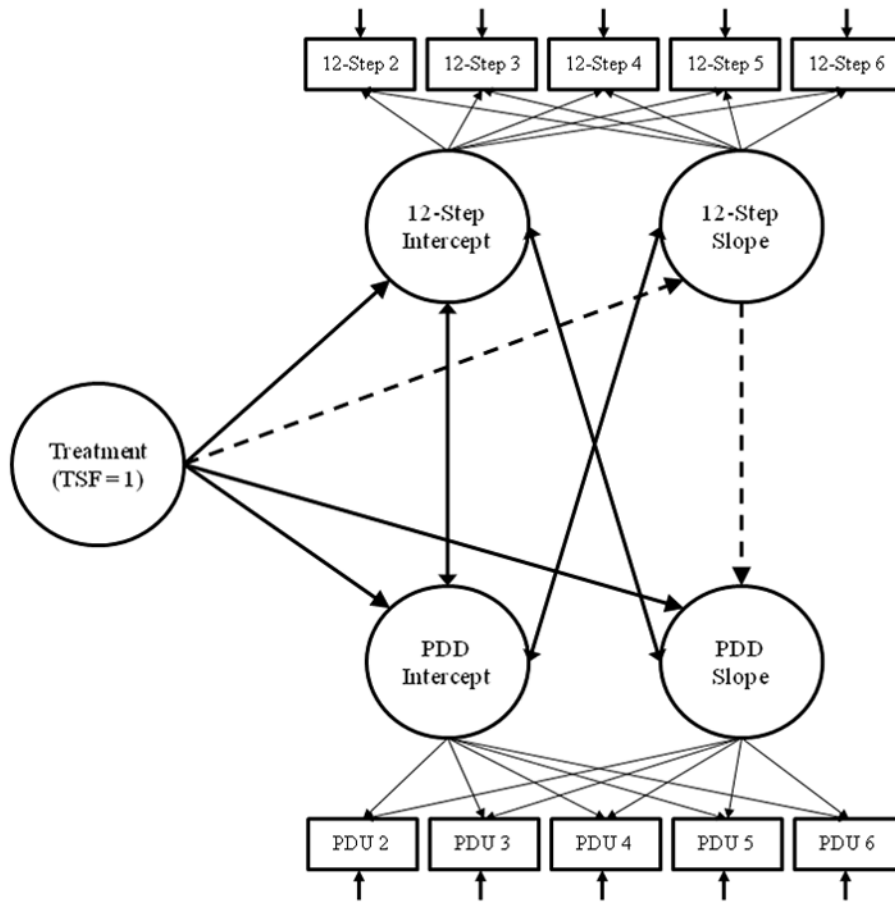 12-Step 2
12-Step 3
12-Step 4
12-Step 5
12-Step 6
12-Step
Intercept
12-Step
Slope
Treatment
(TSF = 1)
PDD
Intercept
PDD
Slope
PDU 2
PDU 3
PDU 4
PDU 5
PDU 6